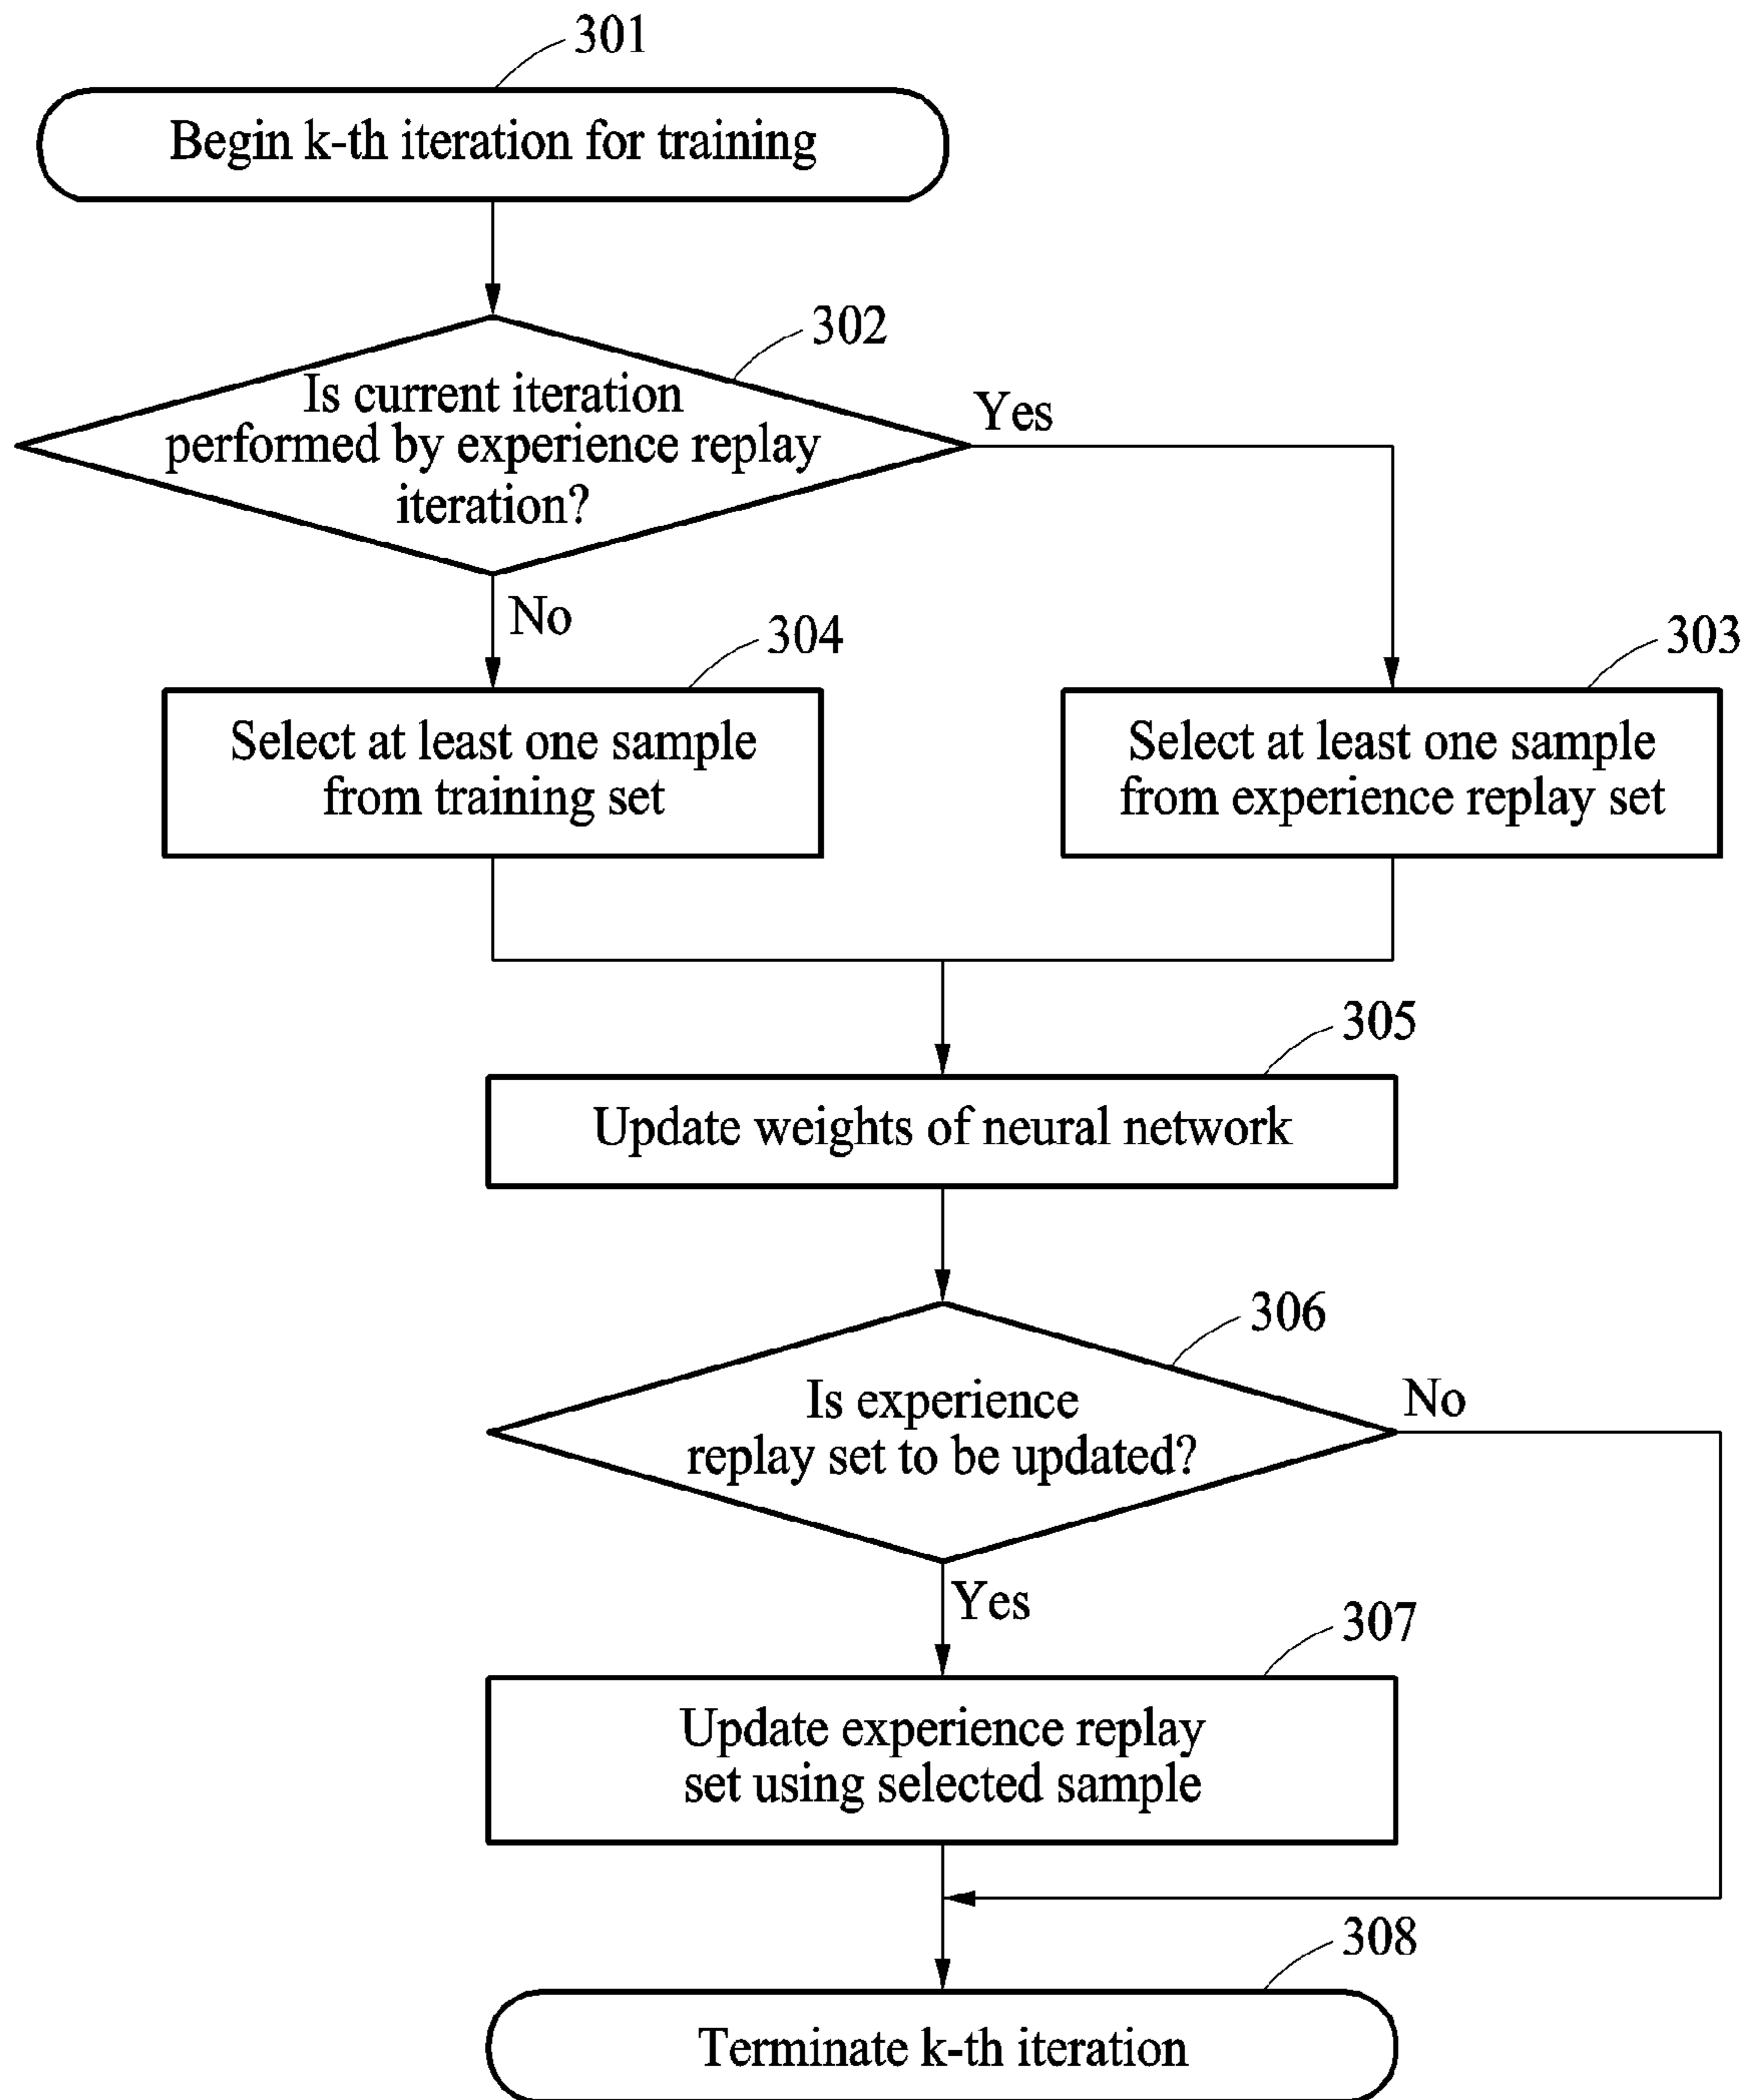 301
Begin k-th iteration for training
302
Is current iteration
performed by experience replay
iteration?
Yes
No
304
303
Select at least one sample
from training set
Select at least one sample
from experience replay set
305
Update weights of neural network
306
Is experience
replay set to be updated?
No
Yes
307
Update experience replay
set using selected sample
308
Terminate k-th iteration